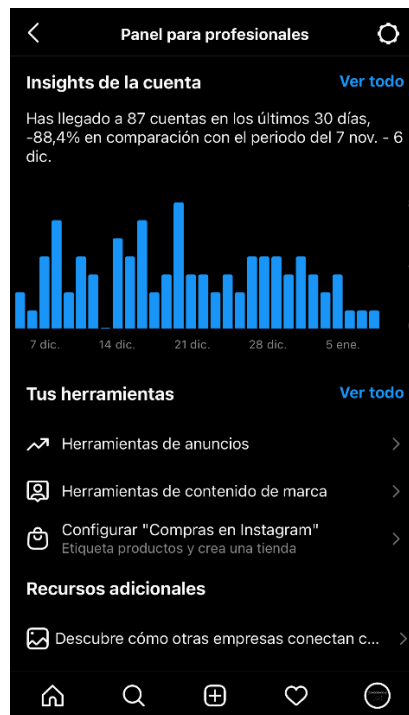 Panel para profesionales
Insights de la cuenta
Ver todo
Has llegado a 87 cuentas en los últimos 30 días,
-88,4% en comparación con el periodo del 7 nov. - 6
dic.
7 dic.
14 dic.
21 dic.
28 dic.
5 ene.
Tus herramientas
Ver todo
Herramientas de anuncios
Herramientas de contenido de marca
Configurar "Compras en Instagram"
Etiqueta productos y crea una tienda
Recursos adicionales
Descubre cómo otras empresas conectan c...